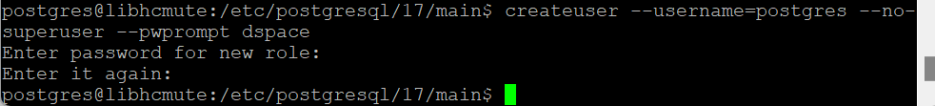 postgres@libhcmute:/etc/postgresql/17/main$ createuser --username=postgres --no-
superuser --pwprompt dspace
Enter password for new role:
Enter it again:
postgres@libhcmute:/etc/postgresql/17/main$